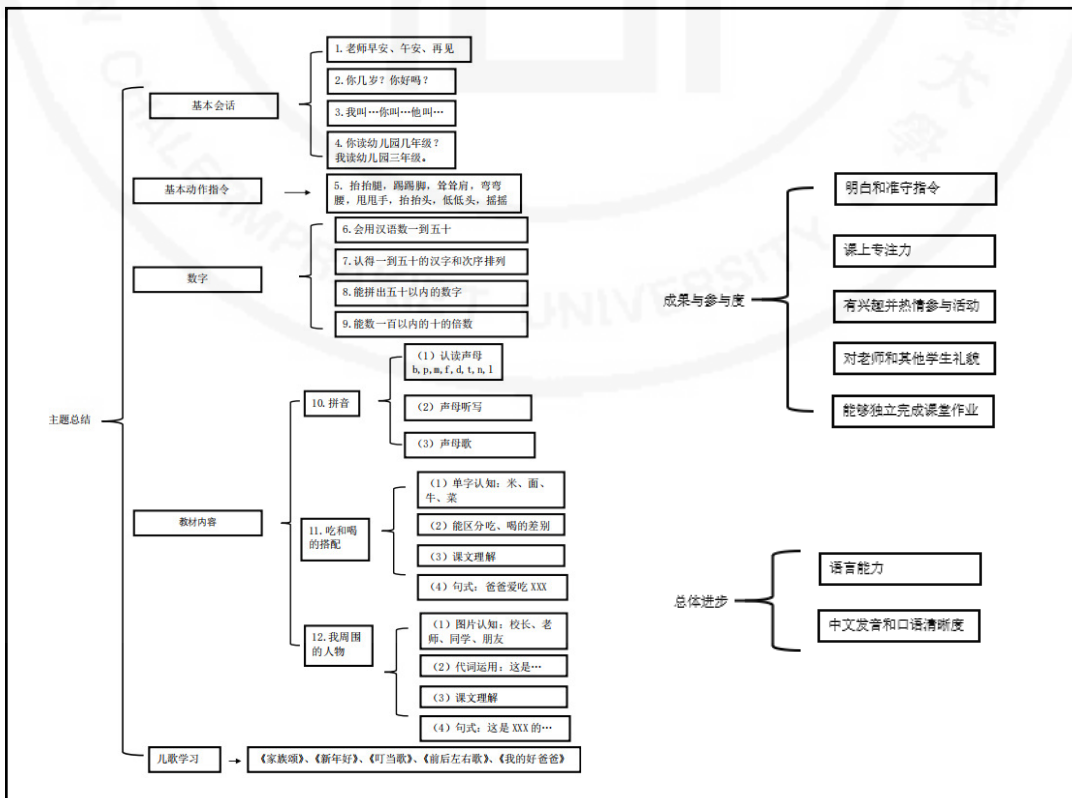 主题总结
基本会话
1.老师早安、午安、再见
2.你几岁？你好吗？
3.我叫…你叫…他叫…
4.你读幼儿园几年级？
我读幼儿园三年级。
基本动作指令
5. 抬抬腿，踢踢脚，耸耸肩，弯弯
腰，甩甩手，抬抬头，低低头，摇摇
数字
6.会用汉语数一到五十
7.认得一到五十的汉字和次序排列
8.能拼出五十以内的数字
9.能数一百以内的十的倍数
教材内容
10.拼音
（1）认读声母
b,p,m,f,d,t,n,l
（2）声母听写
（3）声母歌
11.吃和喝
的搭配
（1）单字认知：米、面、
牛、菜
（2）能区分吃、喝的差别
（3）课文理解
（4）句式：爸爸爱吃 XXX
12.我周围
的人物
（1）图片认知：校长、老
师、同学、朋友
（2）代词运用：这是…
（3）课文理解
（4）句式：这是 XXX 的…
儿歌学习
《家族颂》、《新年好》、《叮当歌》、《前后左右歌》、《我的好爸爸》
成果与参与度
明白和准守指令
课上专注力
有兴趣并热情参与活动
对老师和其他学生礼貌
能够独立完成课堂作业
总体进步
语言能力
中文发音和口语清晰度
UNIVERSITY
大學